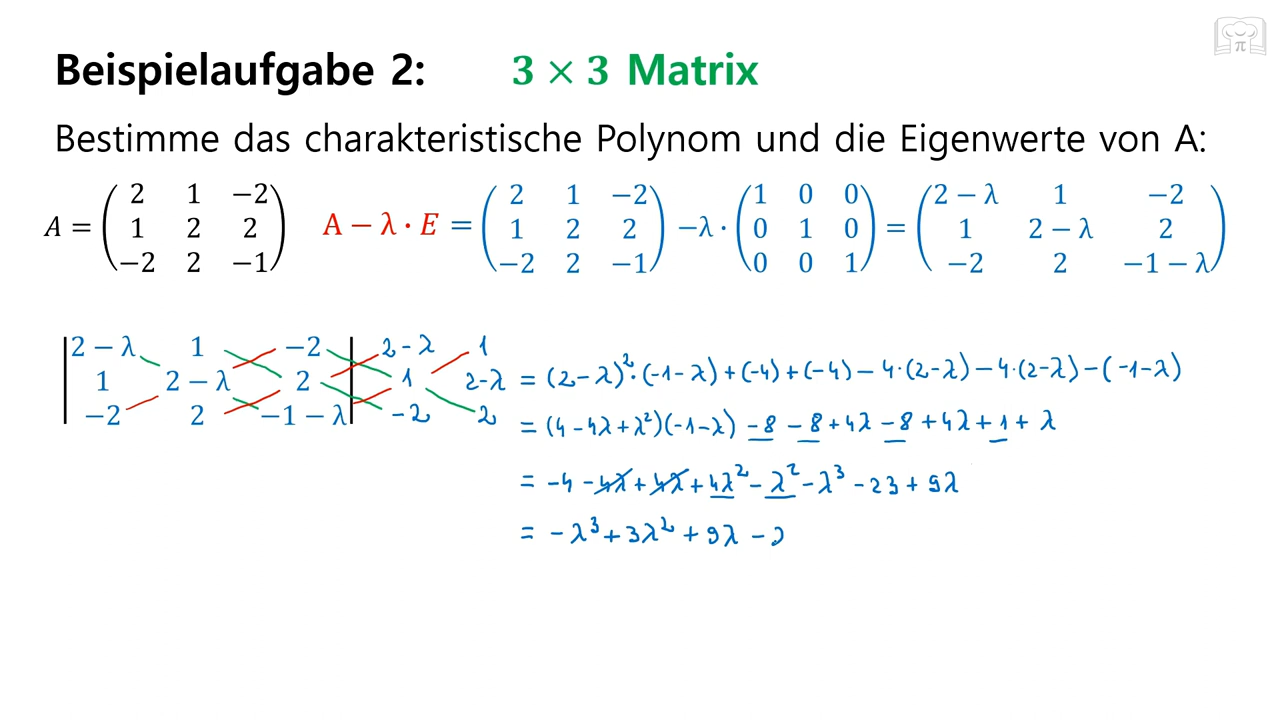 Beispielaufgabe 2: 3 × 3 Matrix
Bestimme das charakteristische Polynom und die Eigenwerte von A:
A = (2 1 −2; 1 2 2; −2 2 −1) A − λ · E = (2 1 −2; 1 2 2; −2 2 −1) −λ · (1 0 0; 0 1 0; 0 0 1) = (2 − λ 1 −2; 1 2 − λ 2; −2 2 −1 − λ)
|2 − λ 1 −2| 2 - λ 1
|1 2 − λ 2| 1 2-λ = (2 - λ)² · (-1 - λ) + (-4) + (-4) - 4 · (2 - λ) - 4 · (2 - λ) - (-1 - λ)
|−2 2 −1 − λ| -2 2
= (4 - 4λ + λ²)(-1 - λ) - 8 - 8 + 4λ - 8 + 4λ + 1 + λ
= -4 - 4λ + 4λ + 4λ² - λ² - λ³ - 23 + 9λ
= - λ³ + 3λ² + 9λ -